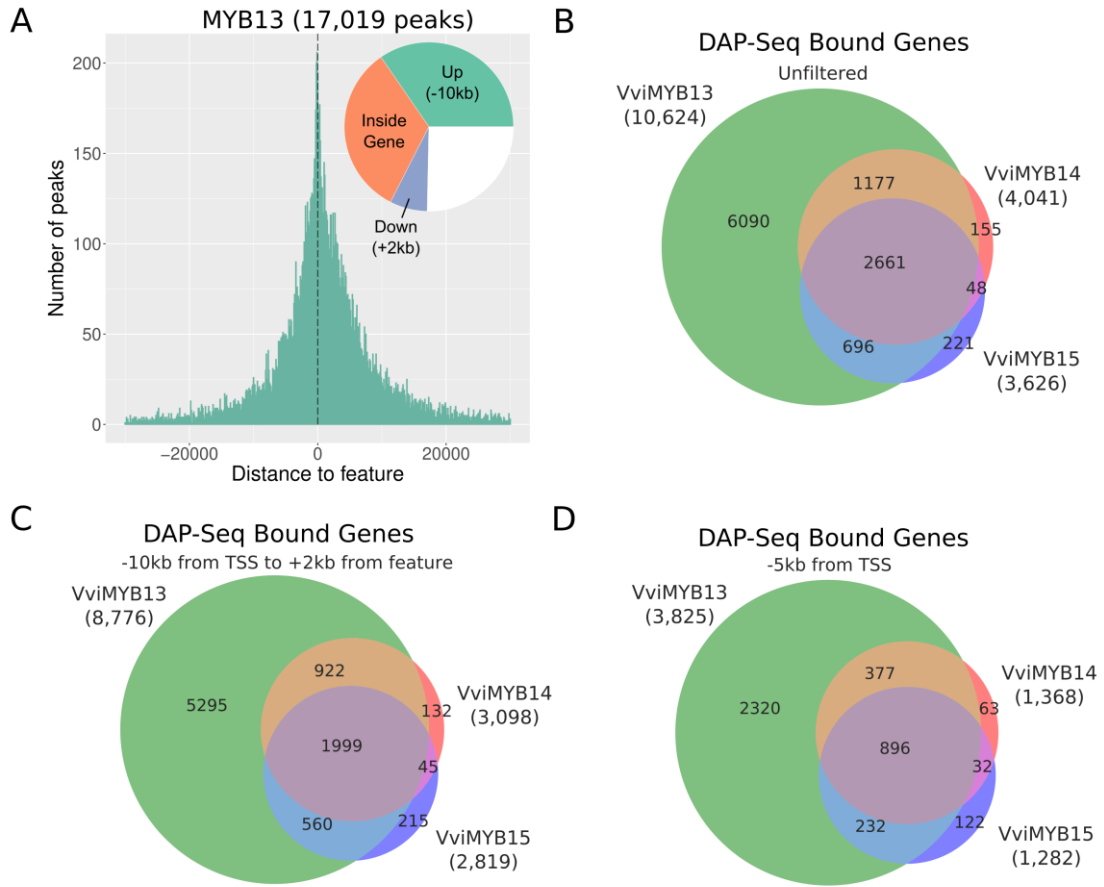 A
MYB13 (17,019 peaks)
Number of peaks
200
150
100
50
0
−20000
0
20000
Distance to feature
Up
(-10kb)
Inside
Gene
Down
(+2kb)
B
DAP-Seq Bound Genes
Unfiltered
VviMYB13
(10,624)
VviMYB14
(4,041)
1177
155
6090
2661
48
696
221
VviMYB15
(3,626)
C
DAP-Seq Bound Genes
-10kb from TSS to +2kb from feature
VviMYB13
(8,776)
922
VviMYB14
(3,098)
5295
132
1999
45
560
215
VviMYB15
(2,819)
D
DAP-Seq Bound Genes
-5kb from TSS
VviMYB13
(3,825)
377
VviMYB14
(1,368)
2320
63
896
32
232
122
VviMYB15
(1,282)